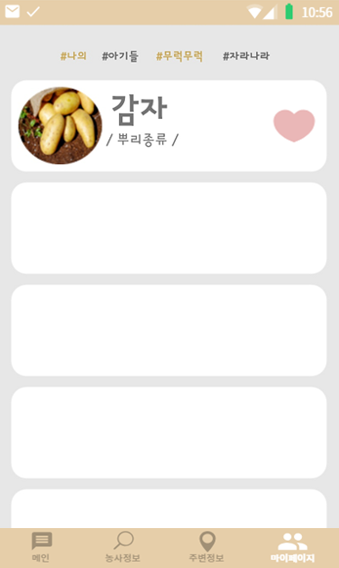 10:56
#나의 #아기들 #무럭무럭 #자라나라
감자
/ 뿌리종류 /
메인 농사정보 주변정보 마이페이지